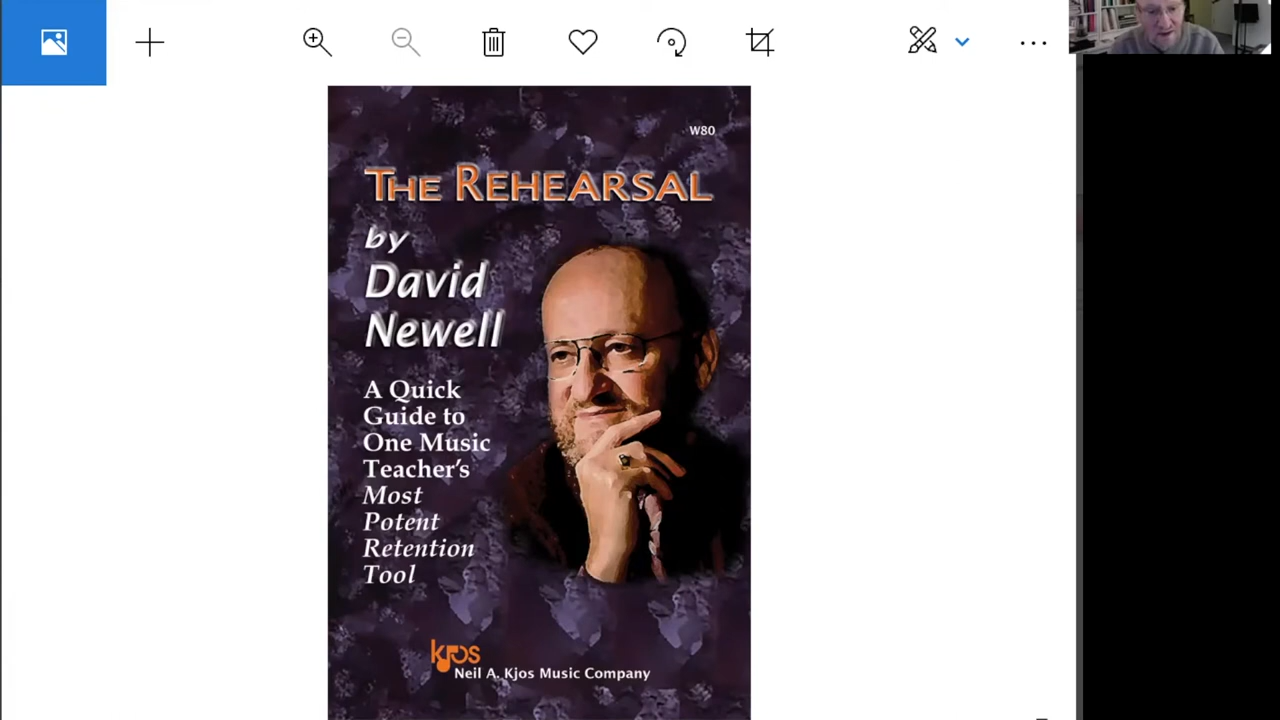 W80
THE REHEARSAL
by
David
Newell
A Quick
Guide to
One Music
Teacher's
Most
Potent
Retention
Tool
kjos
Neil A. Kjos Music Company